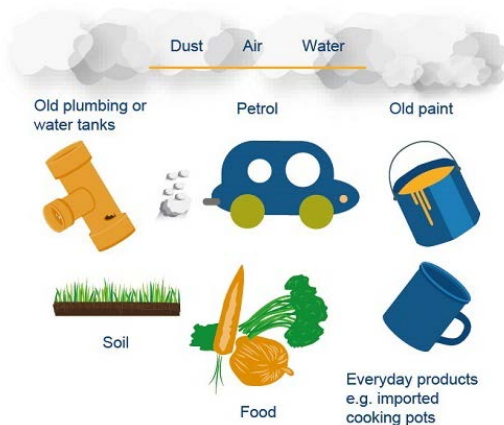 Dust Air Water
Old plumbing or
water tanks
Petrol
Old paint
Soil
Food
Everyday products
e.g. imported
cooking pots